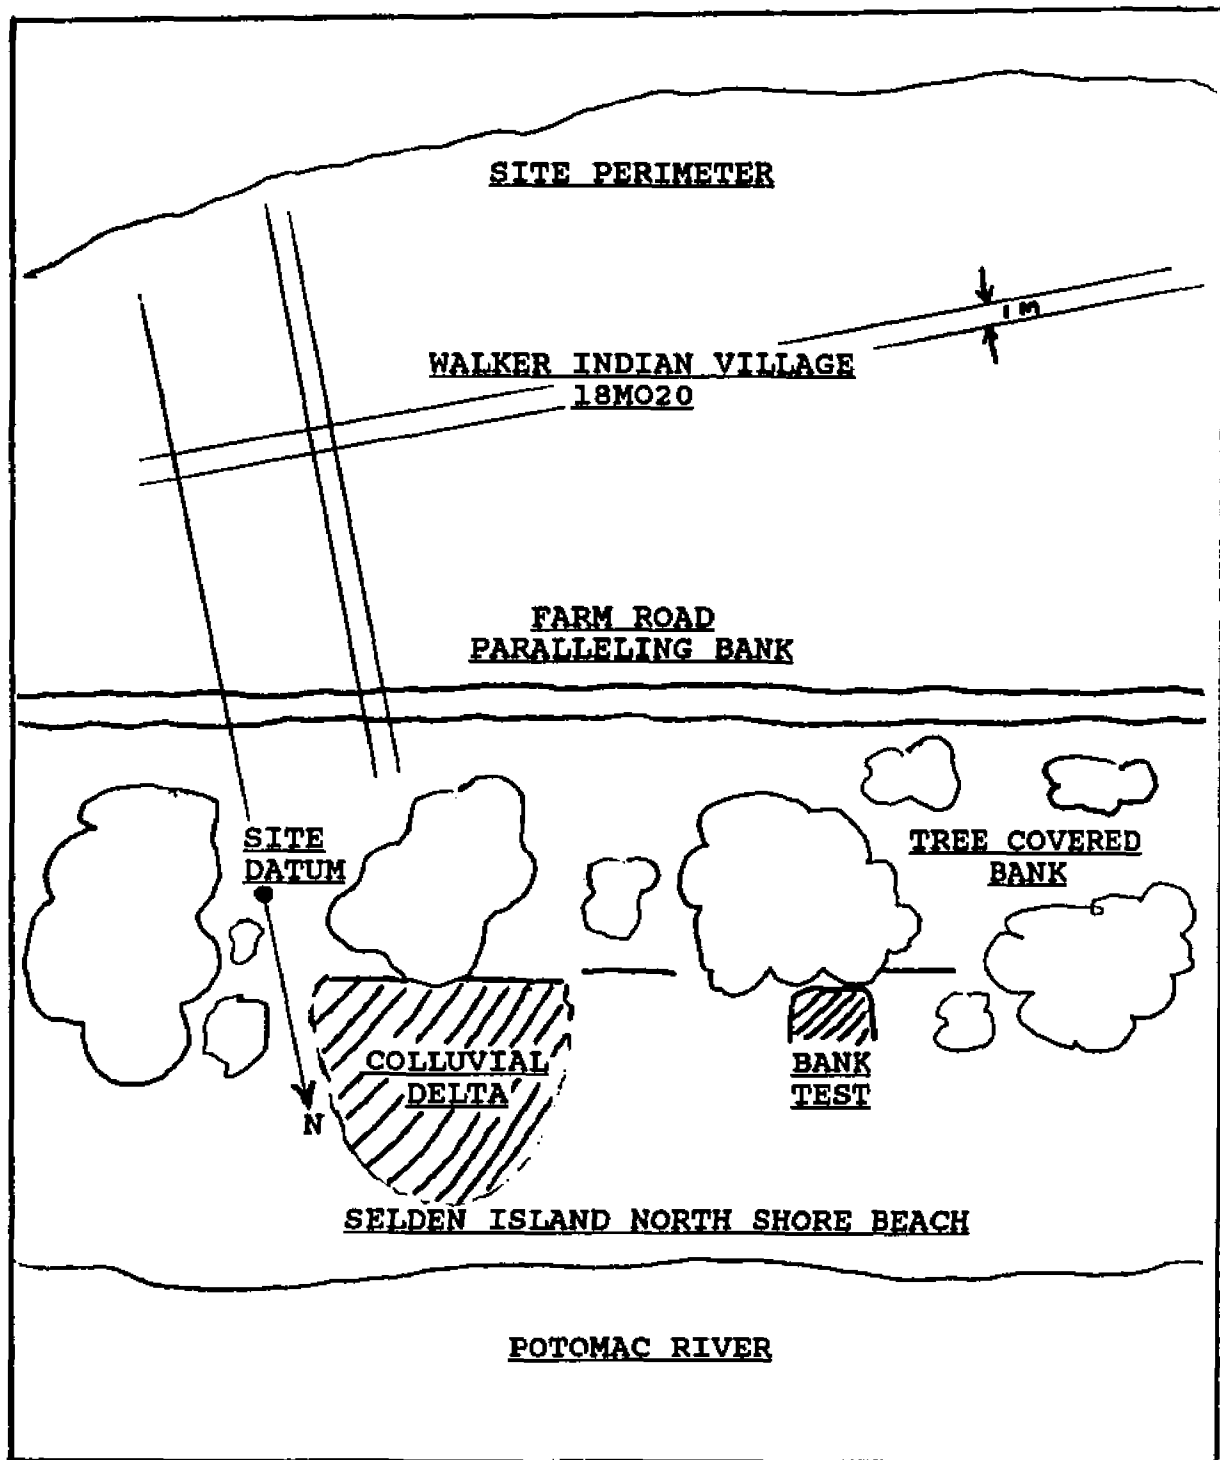 SITE PERIMETER
1 M
WALKER INDIAN VILLAGE
18MO20
FARM ROAD
PARALLELING BANK
SITE
DATUM
TREE COVERED
BANK
COLLUVIAL
DELTA
BANK
TEST
N
SELDEN ISLAND NORTH SHORE BEACH
POTOMAC RIVER